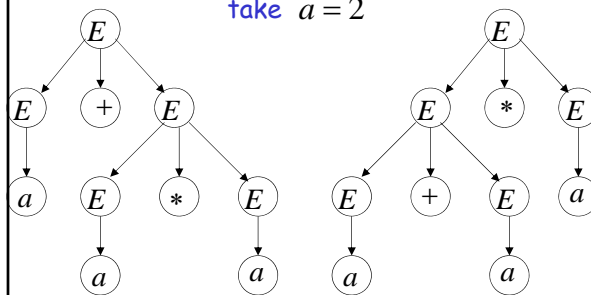 take a = 2
E E
E + E E * E
a E * E E + E a
a a a a